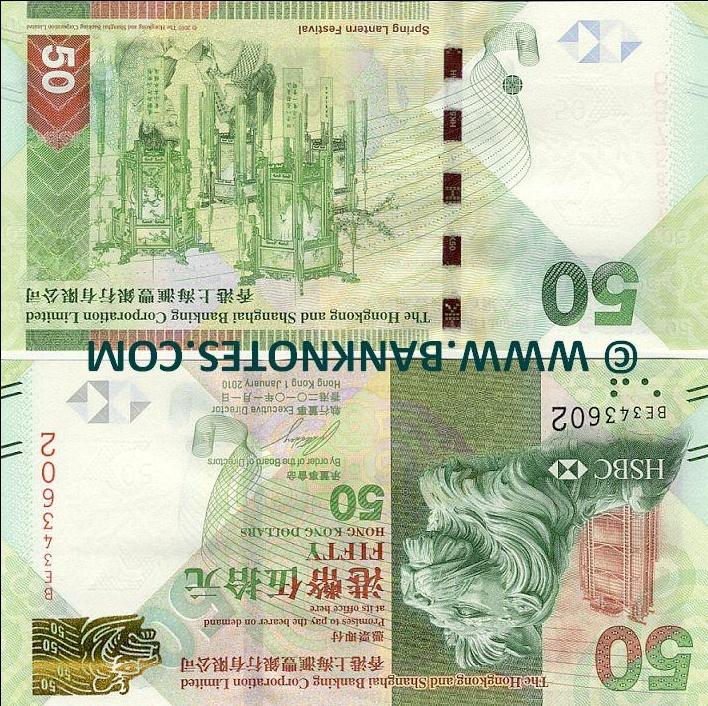 The Hongkong and Shanghai Banking Corporation Limited
香港上海滙豐銀行有限公司
50
憑票即付
Promises to pay the bearer on demand
at its office here
港幣伍拾元
FIFTY
HONG KONG DOLLARS
50
承董事會命
By order of the Board of Directors
執行董事 Executive Director
香港二〇一〇年一月一日
Hong Kong 1 January 2010
HSBC
BE343602
BE343602
50
50
50
© WWW.BANKNOTES.COM
50
The Hongkong and Shanghai Banking Corporation Limited
香港上海滙豐銀行有限公司
50
Spring Lantern Festival
© 2009 The Hongkong and Shanghai Banking Corporation Limited